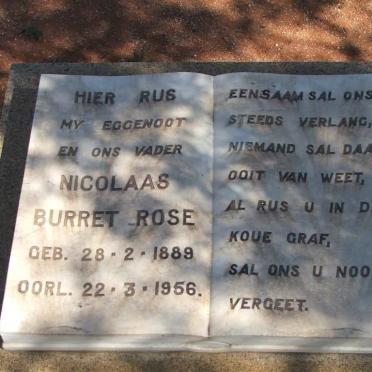 HIER RUS
MY EGGENOOT
EN ONS VADER
NICOLAAS
BURRET ROSE
GEB. 28·2·1889
OORL. 22·3·1956.
EENSAAM SAL ONS
STEEDS VERLANG,
NIEMAND SAL DAA
OOIT VAN WEET,
AL RUS U IN D
KOUE GRAF,
SAL ONS U NOO
VERGEET.